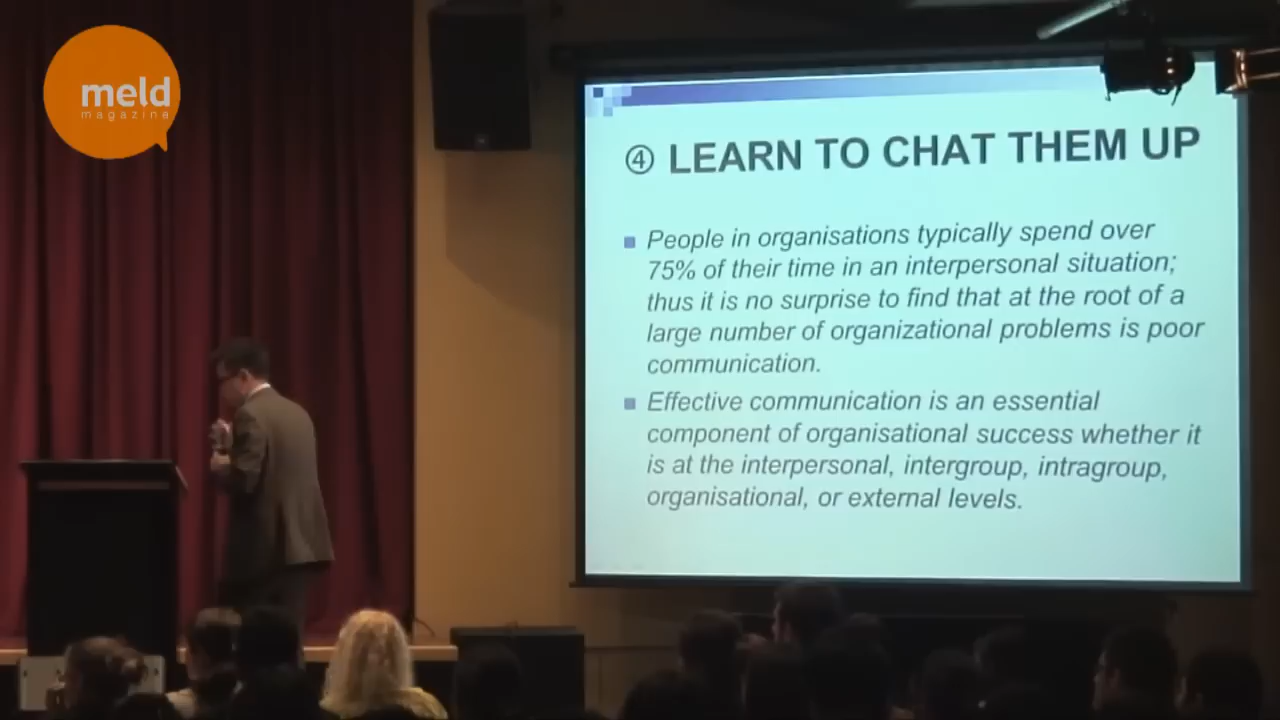 meld
magazine
④ LEARN TO CHAT THEM UP
People in organisations typically spend over
75% of their time in an interpersonal situation;
thus it is no surprise to find that at the root of a
large number of organizational problems is poor
communication.
Effective communication is an essential
component of organisational success whether it
is at the interpersonal, intergroup, intragroup,
organisational, or external levels.